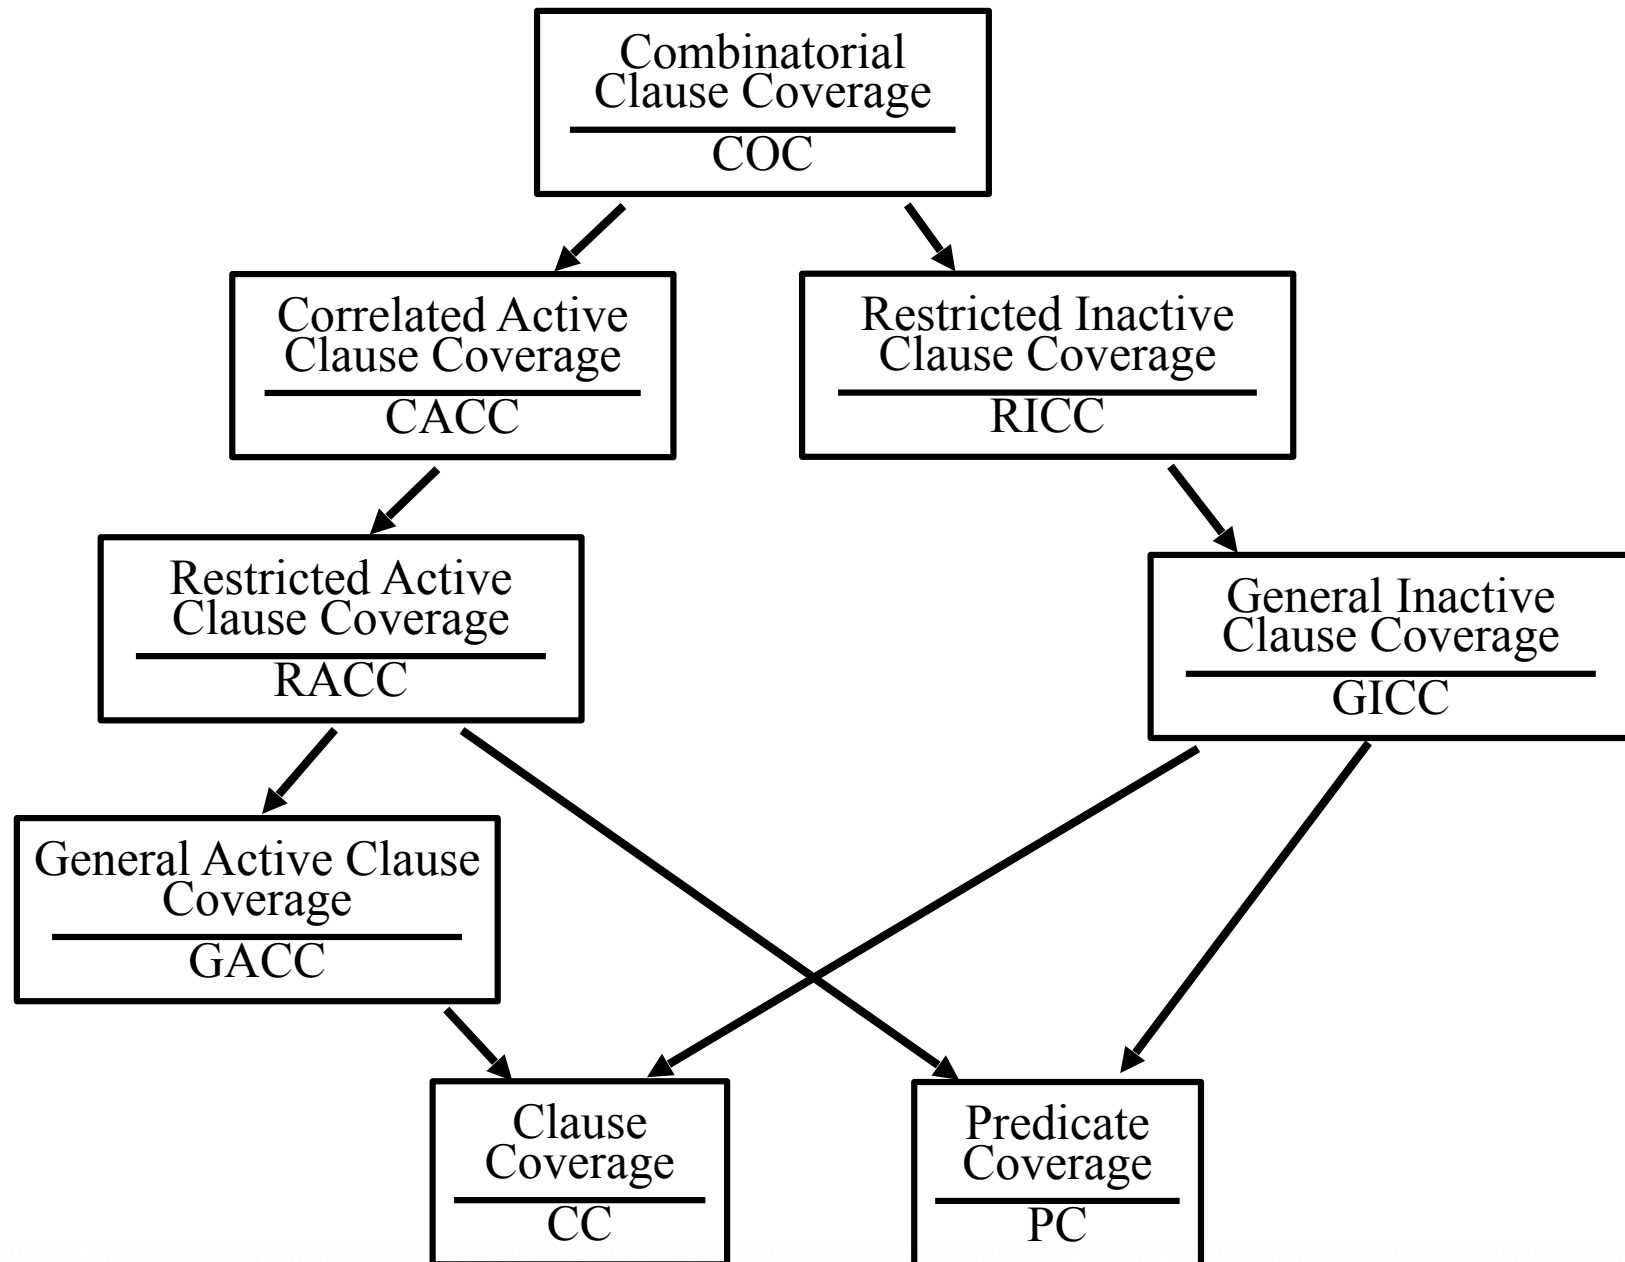 Combinatorial
Clause Coverage
COC
Correlated Active
Clause Coverage
CACC
Restricted Inactive
Clause Coverage
RICC
Restricted Active
Clause Coverage
RACC
General Inactive
Clause Coverage
GICC
General Active Clause
Coverage
GACC
Clause
Coverage
CC
Predicate
Coverage
PC